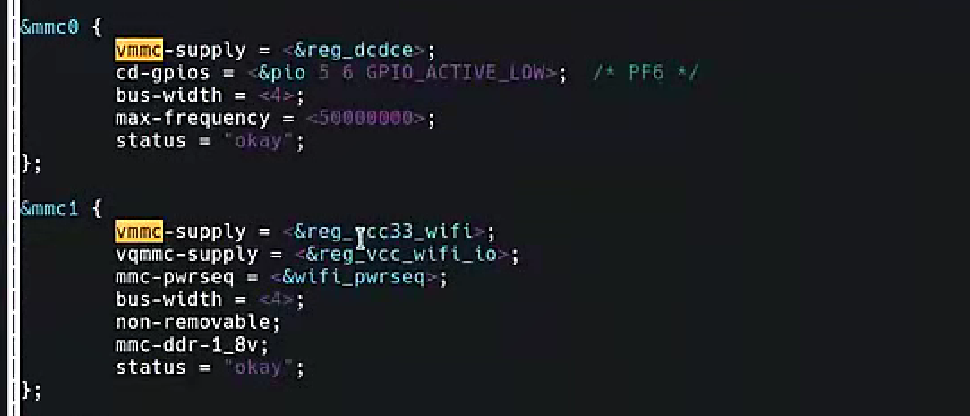 &mmc0 {
vmmc-supply = <&reg_dcdce>;
cd-gpios = <&pio 5 6 GPIO_ACTIVE_LOW>;  /* PF6 */
bus-width = <4>;
max-frequency = <50000000>;
status = "okay";
};
&mmc1 {
vmmc-supply = <&reg_vcc33_wifi>;
vqmmc-supply = <&reg_vcc_wifi_io>;
mmc-pwrseq = <&wifi_pwrseq>;
bus-width = <4>;
non-removable;
mmc-ddr-1_8v;
status = "okay";
};